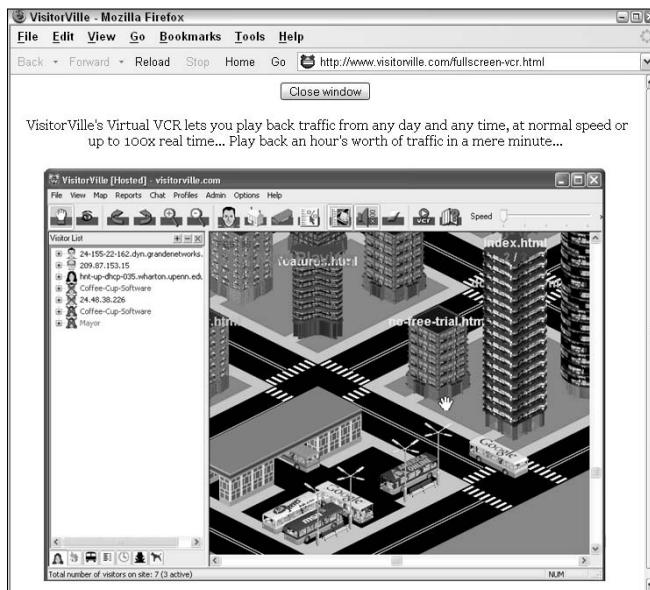 VisitorVille - Mozilla Firefox
File Edit View Go Bookmarks Tools Help
Back Forward Reload Stop Home Go http://www.visitorville.com/fullscreen-vcr.html
Close window
VisitorVille's Virtual VCR lets you play back traffic from any day and any time, at normal speed or
up to 100x real time... Play back an hour's worth of traffic in a mere minute...
VisitorVille [Hosted] - visitorville.com
File View Map Reports Chat Profiles Admin Options Help
VCR Speed
Visitor List
24-155-22-162.dyn.grandenetworks.
209.87.153.15
hnt-up-dhcp-035.wharton.upenn.edu
Coffee-Cup-Software
24.48.38.226
Coffee-Cup-Software
Mayor
index.html
features.html
.htm
no-free-trial.htm
Google
Google
msn
Total number of visitors on site: 7 (3 active) NUM